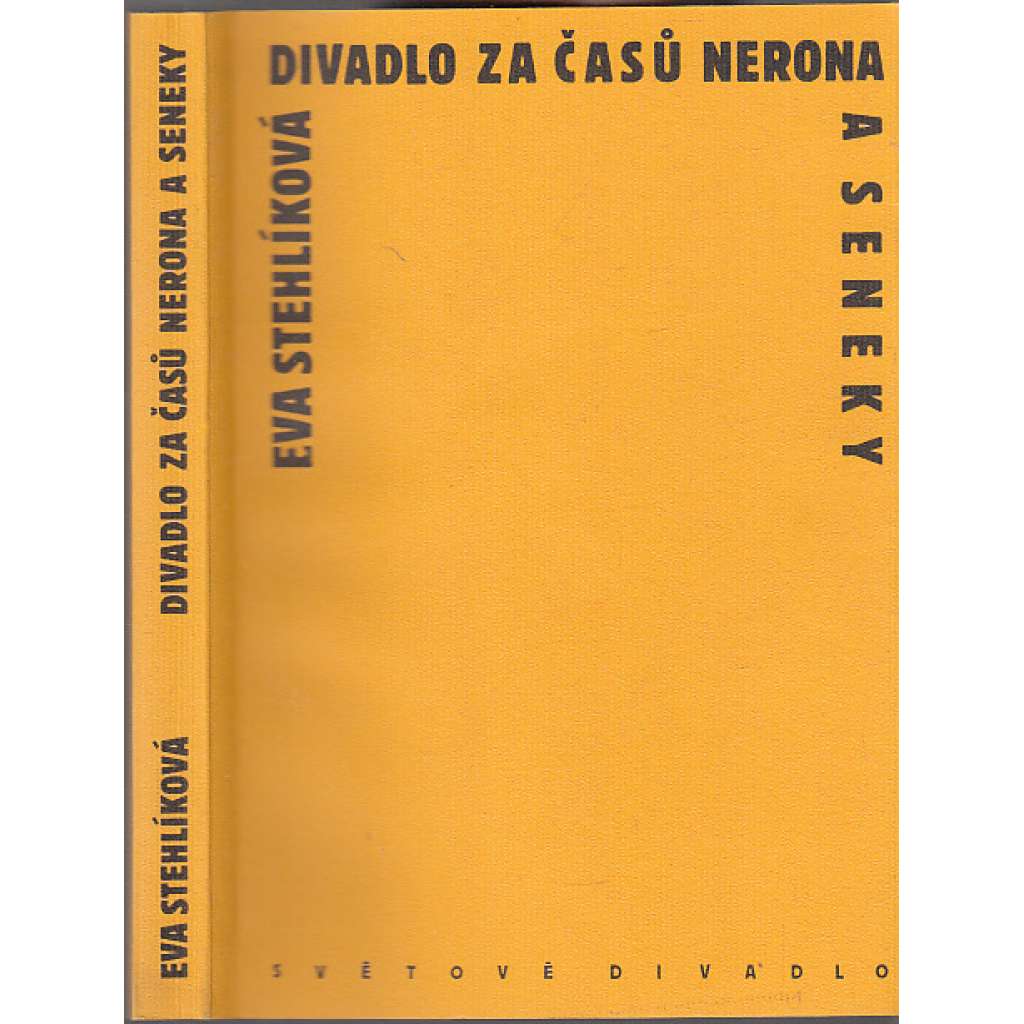 DIVADLO ZA ČASŮ NERONA
A SENEKY
EVA STEHLÍKOVÁ
SVĚTOVÉ DIVADLO
EVA STEHLÍKOVÁ
DIVADLO ZA ČASŮ NERONA A SENEKY